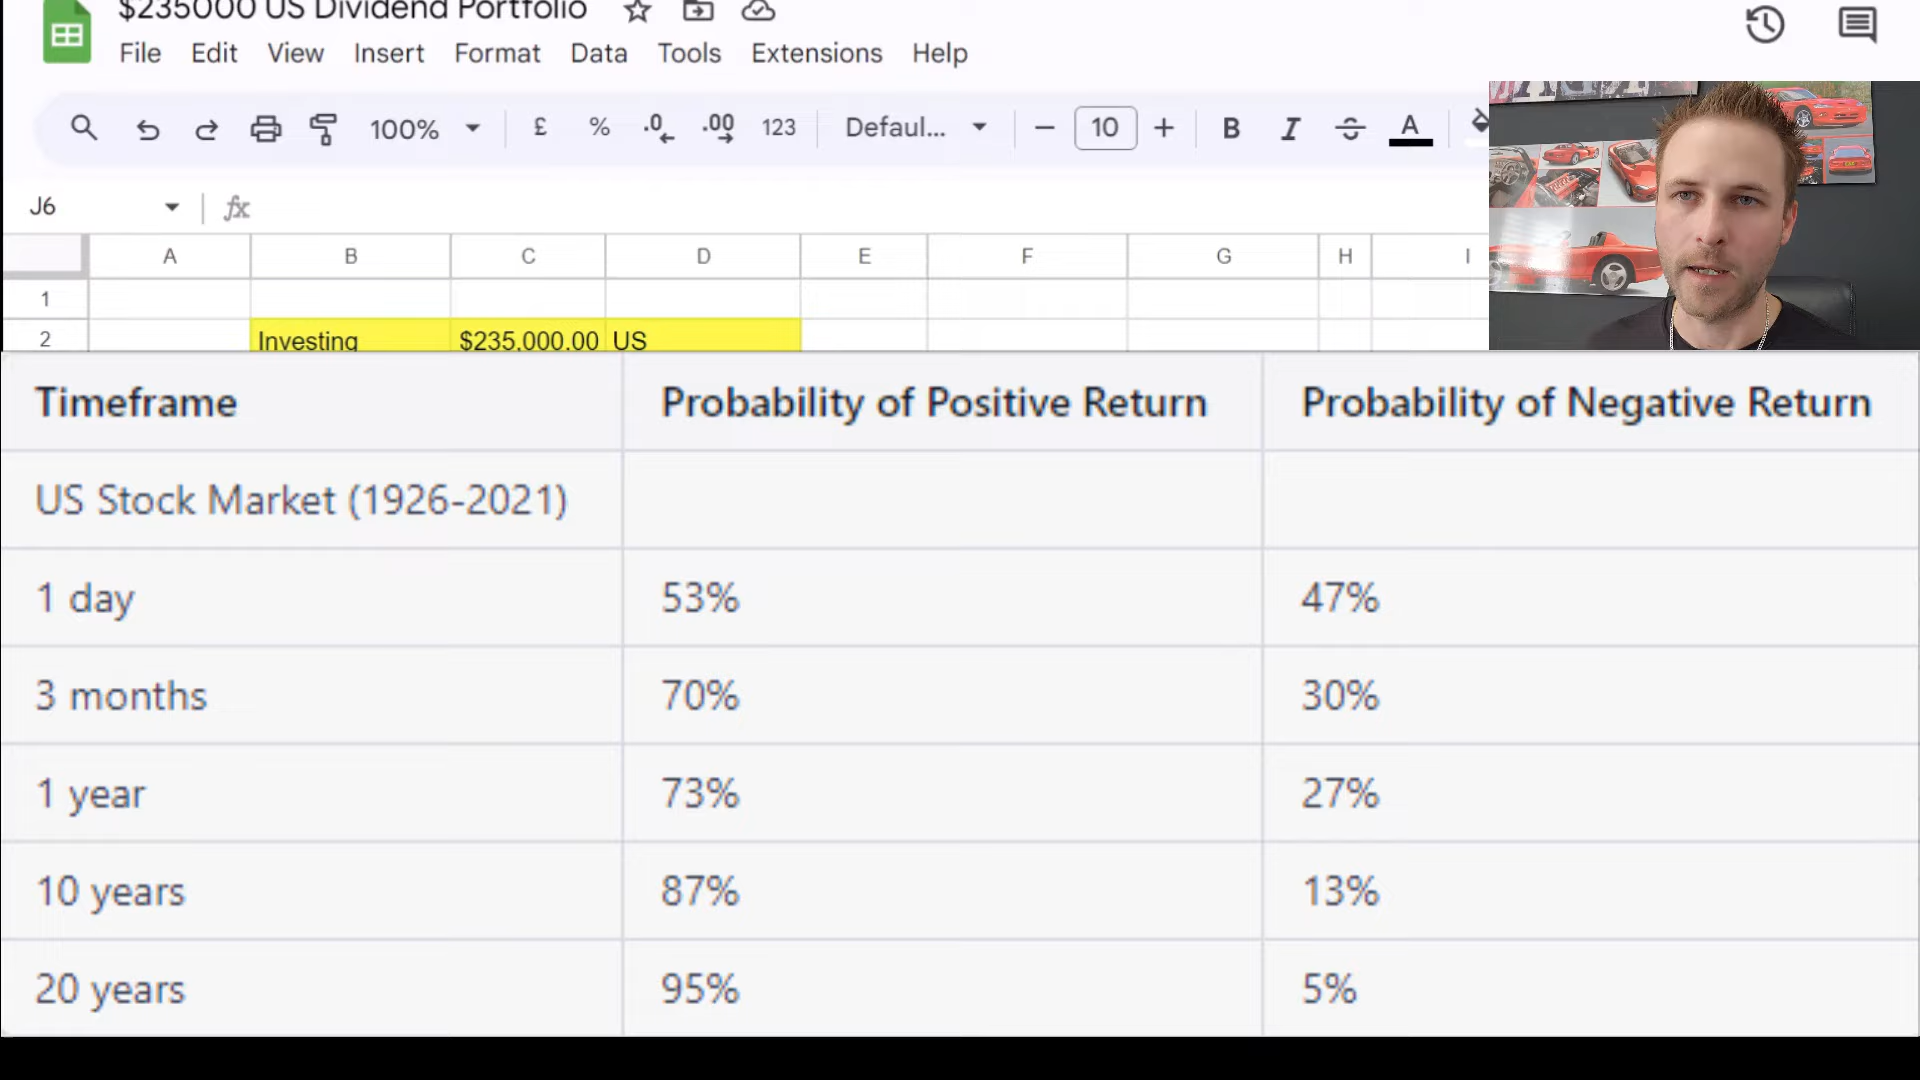 $235000 US Dividend Portfolio
File Edit View Insert Format Data Tools Extensions Help
100% £ % .0 .00 123 Defaul... 10 B I S A
J6 fx
A B C D E F G H I
1
2 Investing $235,000.00 US
Timeframe Probability of Positive Return Probability of Negative Return
US Stock Market (1926-2021)
1 day 53% 47%
3 months 70% 30%
1 year 73% 27%
10 years 87% 13%
20 years 95% 5%